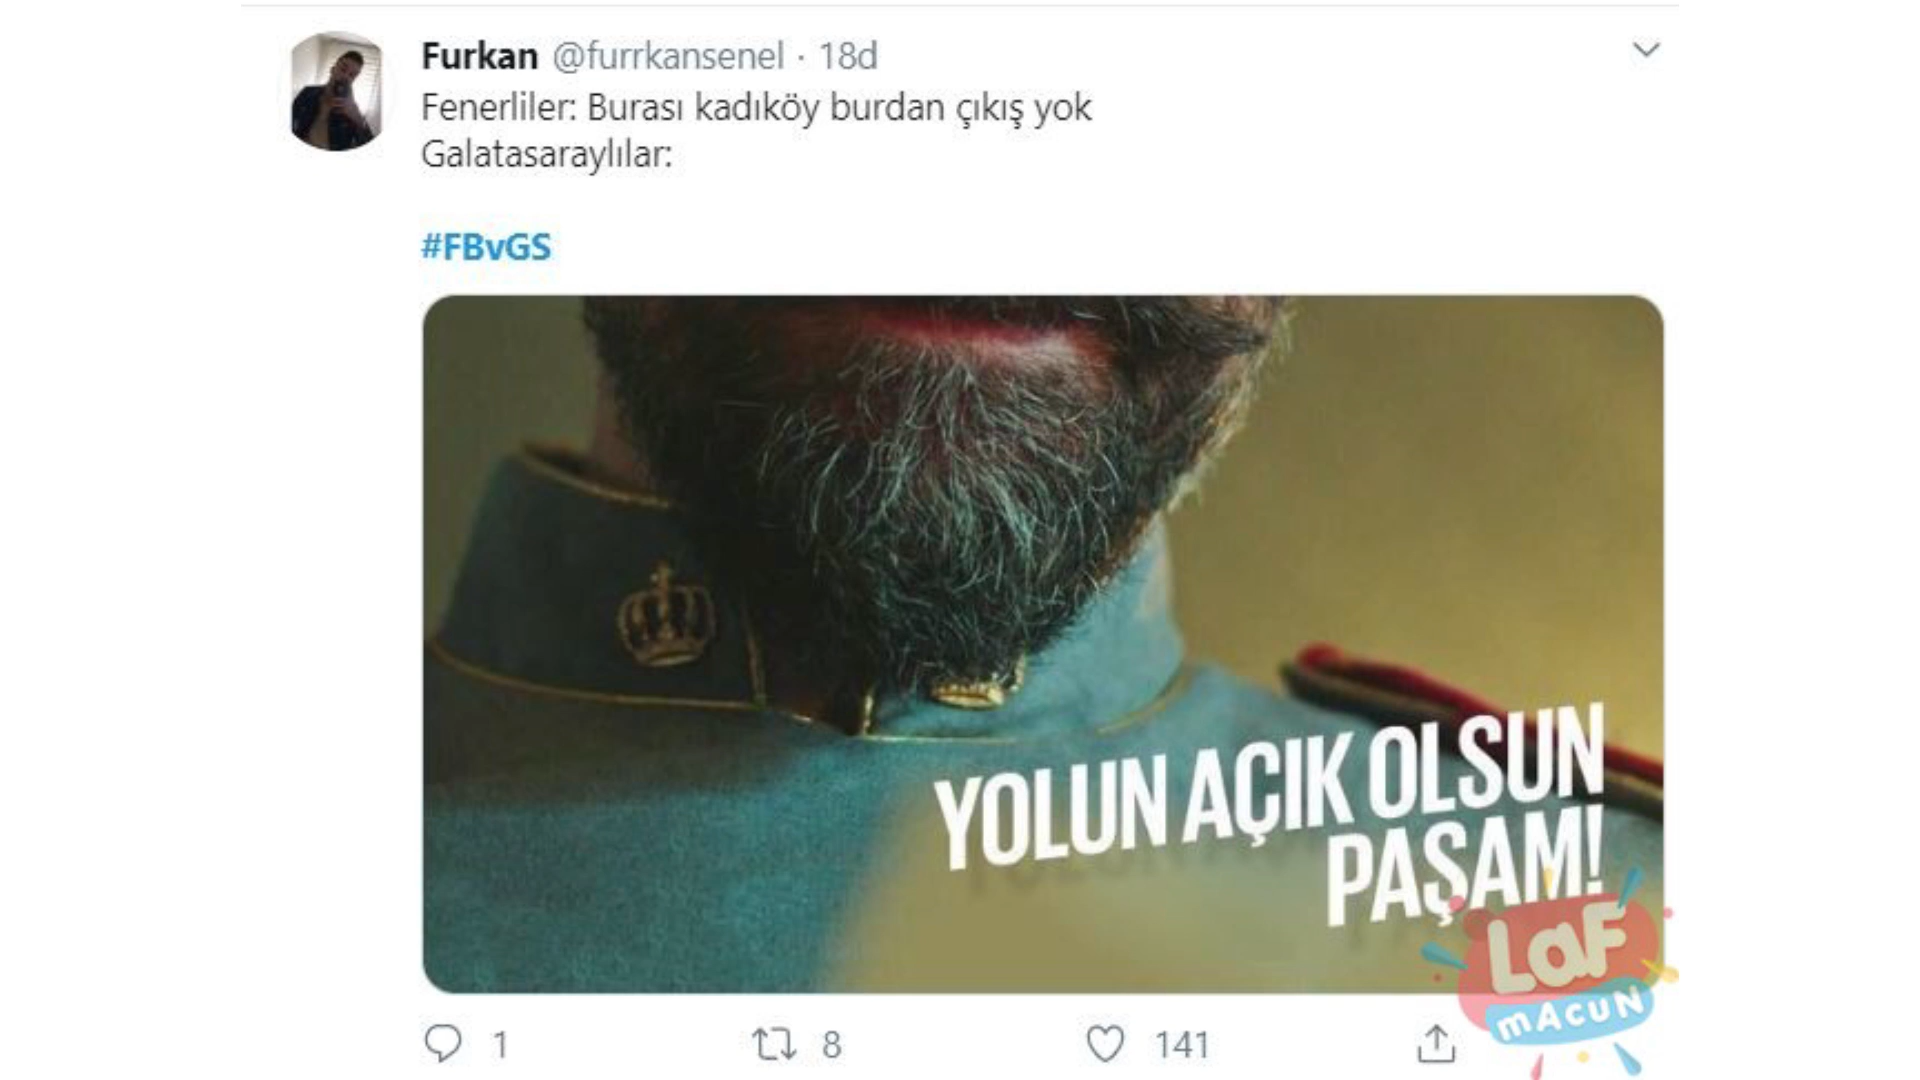 Furkan @furrkansenel · 18d
Fenerliler: Burası kadıköy burdan çıkış yok
Galatasaraylılar:
#FBvGS
YOLUN AÇIK OLSUN
PAŞAM!
LaF
mAcuN
1 8 141